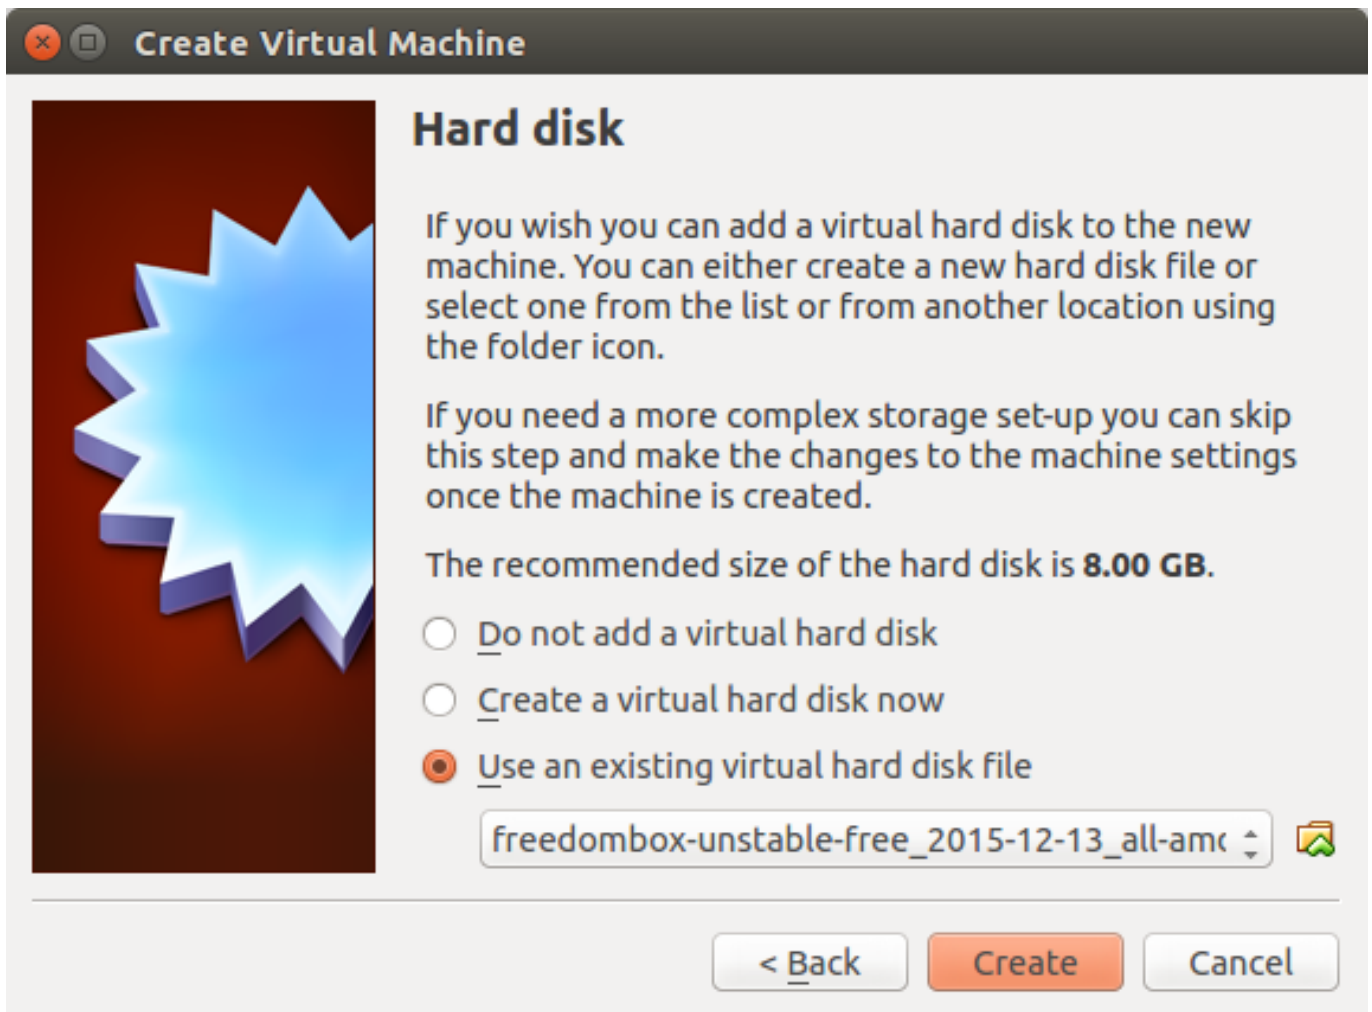 Create Virtual Machine
Hard disk
If you wish you can add a virtual hard disk to the new
machine. You can either create a new hard disk file or
select one from the list or from another location using
the folder icon.
If you need a more complex storage set-up you can skip
this step and make the changes to the machine settings
once the machine is created.
The recommended size of the hard disk is 8.00 GB.
Do not add a virtual hard disk
Create a virtual hard disk now
Use an existing virtual hard disk file
freedombox-unstable-free_2015-12-13_all-amd
< Back
Create
Cancel